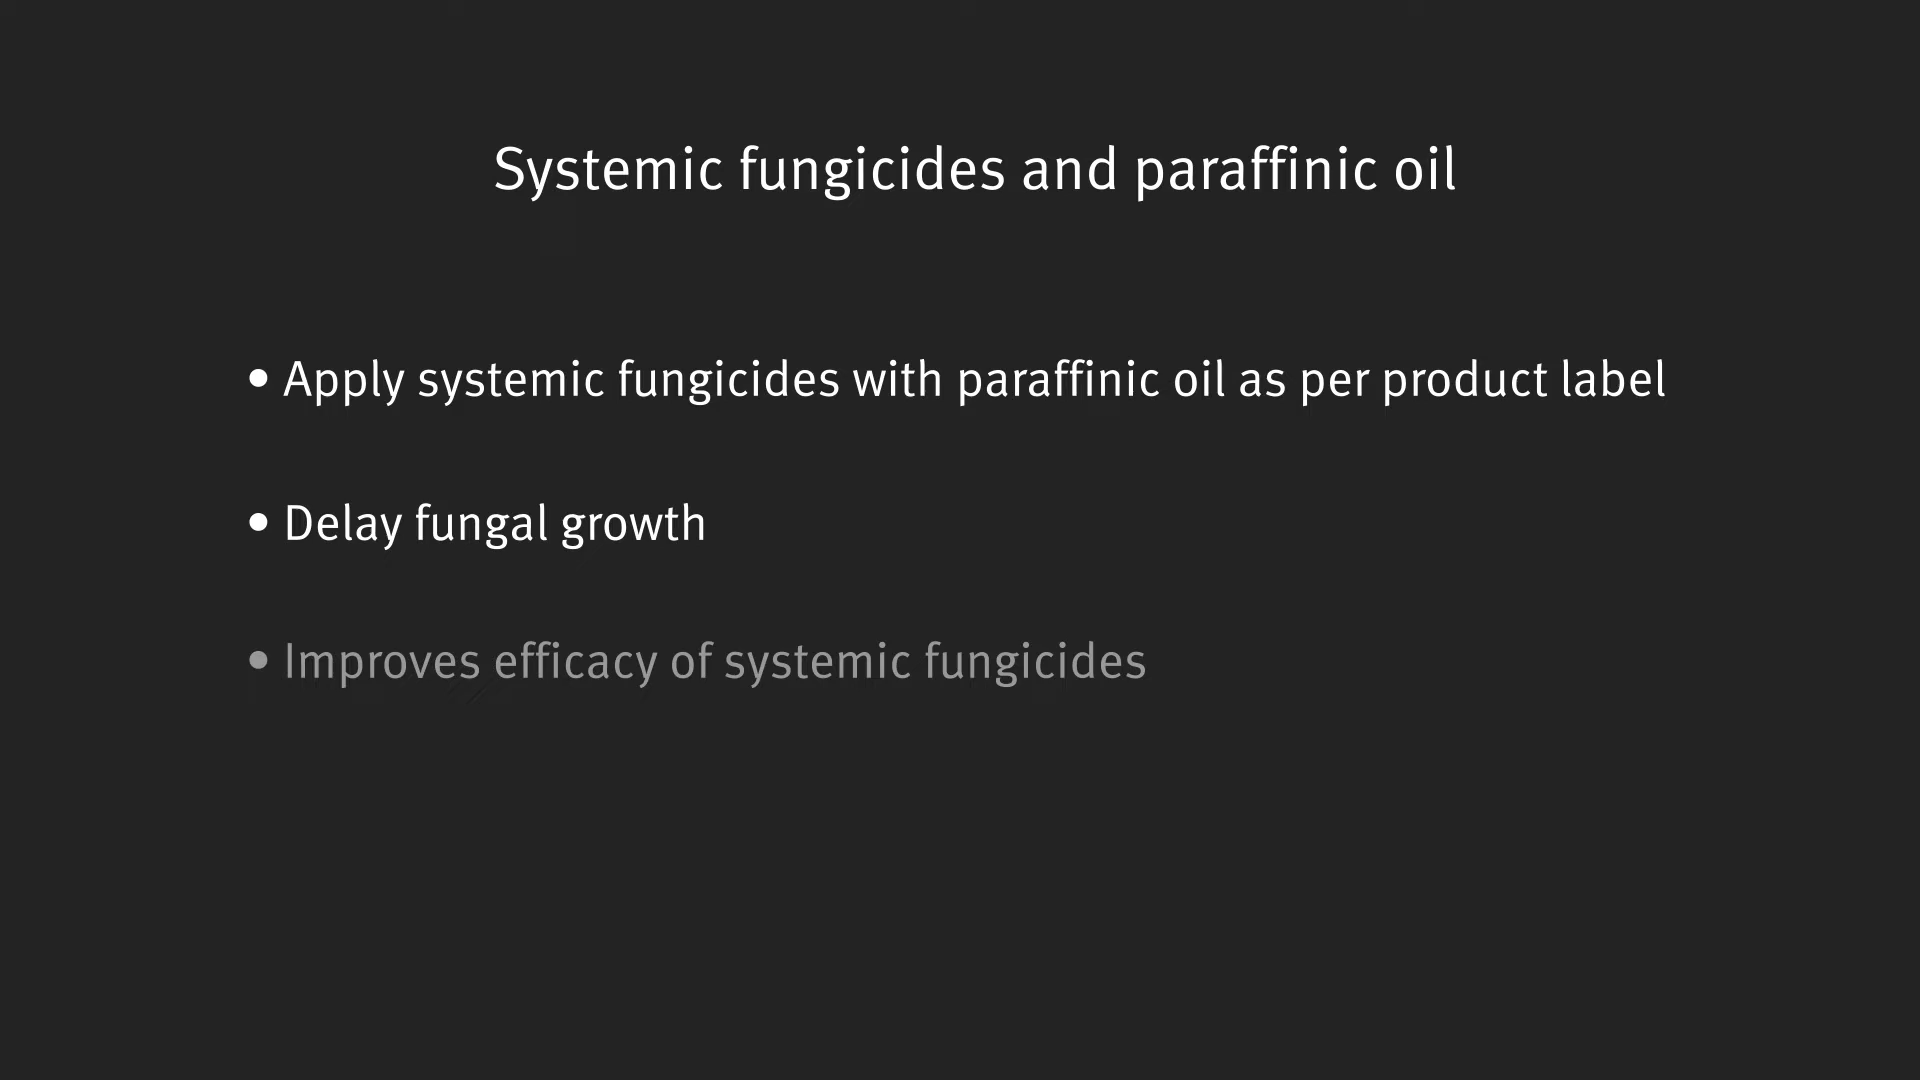 Systemic fungicides and paraffinic oil
• Apply systemic fungicides with paraffinic oil as per product label
• Delay fungal growth
• Improves efficacy of systemic fungicides